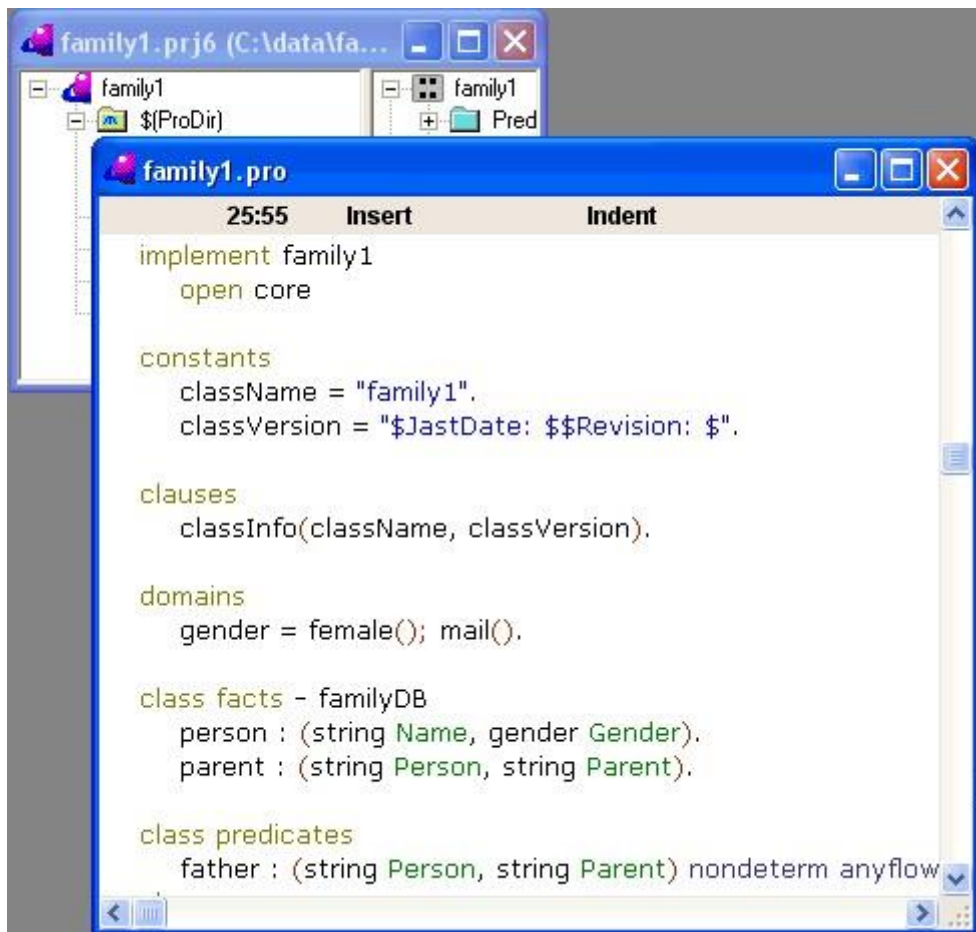 family1.prj6 (C:\data\fa...
family1
$(ProDir)
family1
Pred
family1.pro
25:55 Insert Indent
implement family1
open core
constants
className = "family1".
classVersion = "$JastDate: $$Revision: $".
clauses
classInfo(className, classVersion).
domains
gender = female(); mail().
class facts - familyDB
person : (string Name, gender Gender).
parent : (string Person, string Parent).
class predicates
father : (string Person, string Parent) nondeterm anyflow